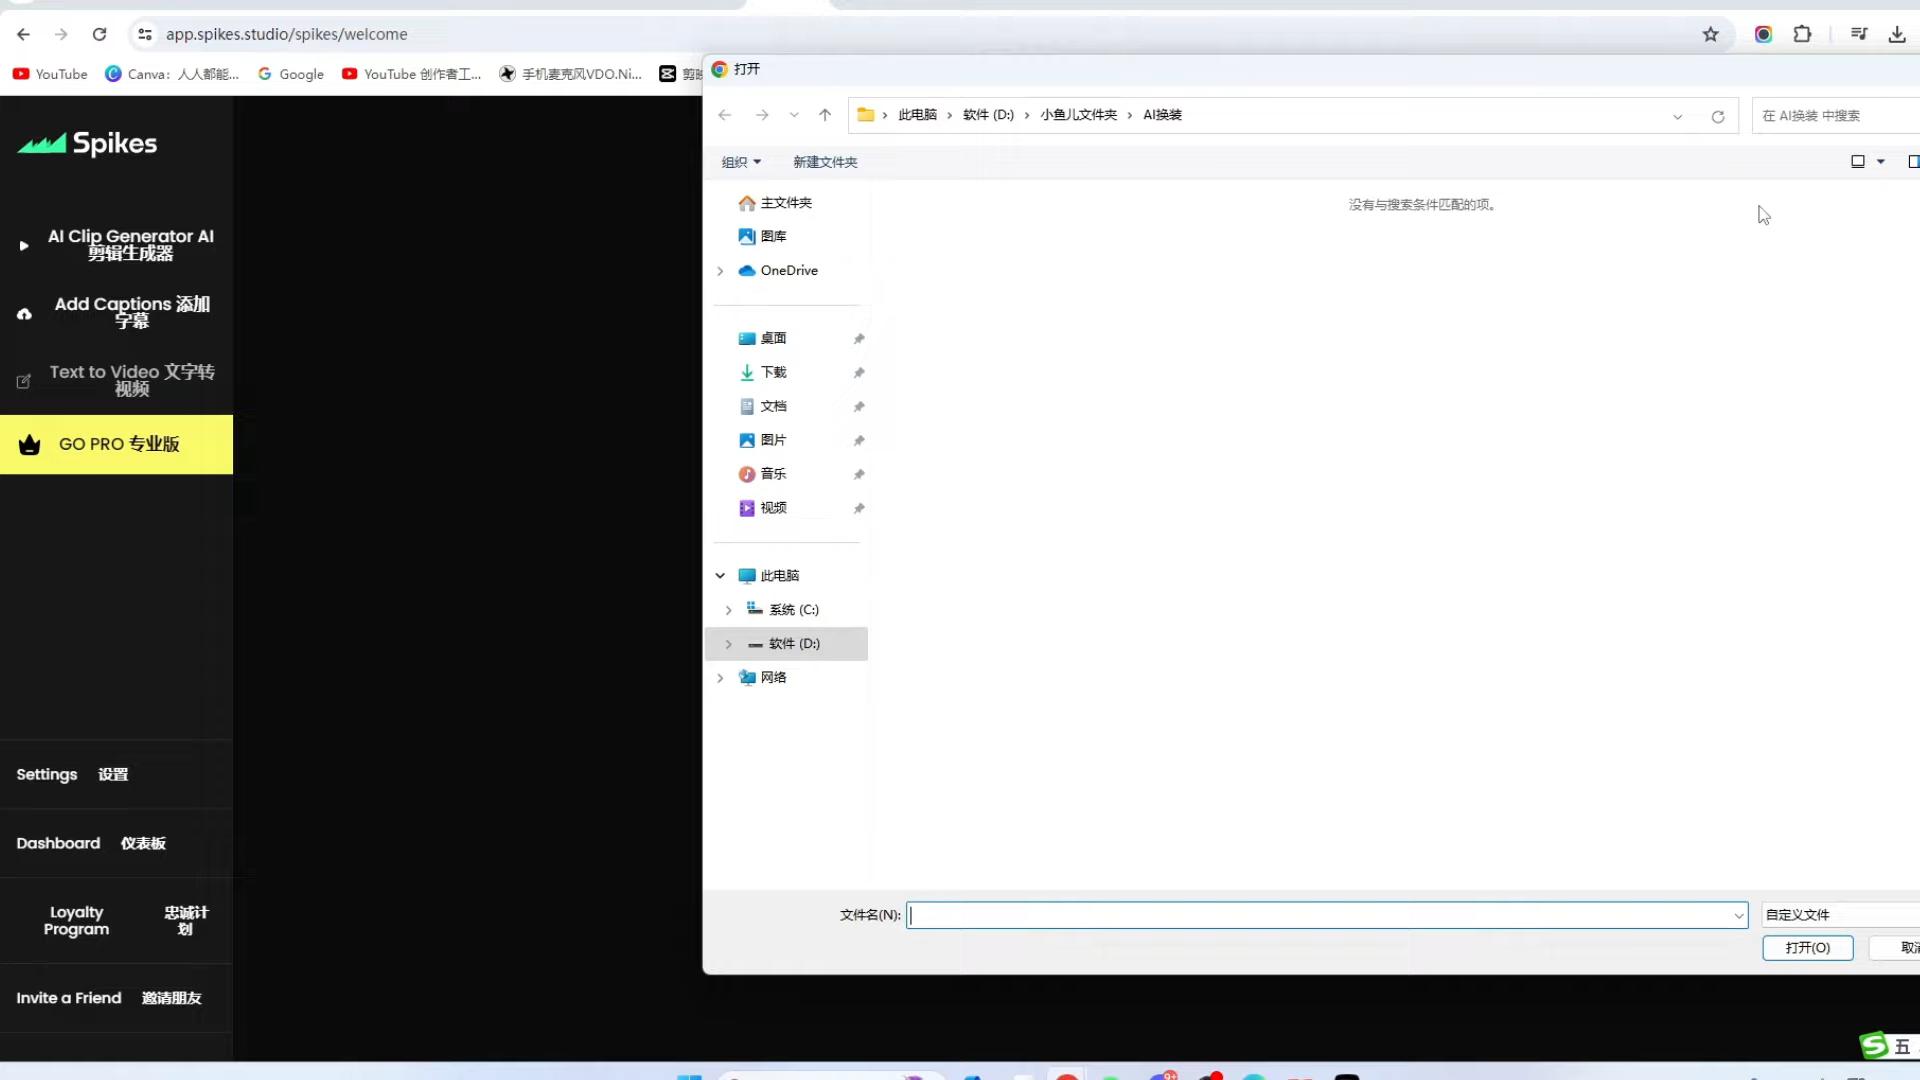 app.spikes.studio/spikes/welcome
YouTube
Canva：人人都能...
Google
YouTube 创作者工...
手机麦克风VDO.Ni...
打开
此电脑 › 软件 (D:) › 小鱼儿文件夹 › AI换装
在 AI换装 中搜索
组织
新建文件夹
没有与搜索条件匹配的项。
主文件夹
图库
OneDrive
桌面
下载
文档
图片
音乐
视频
此电脑
系统 (C:)
软件 (D:)
网络
文件名(N):
自定义文件
打开(O)
Spikes
AI Clip Generator AI
剪辑生成器
Add Captions 添加
字幕
Text to Video 文字转
视频
GO PRO 专业版
Settings 设置
Dashboard 仪表板
Loyalty
Program
忠诚计
划
Invite a Friend 邀请朋友
五
9+